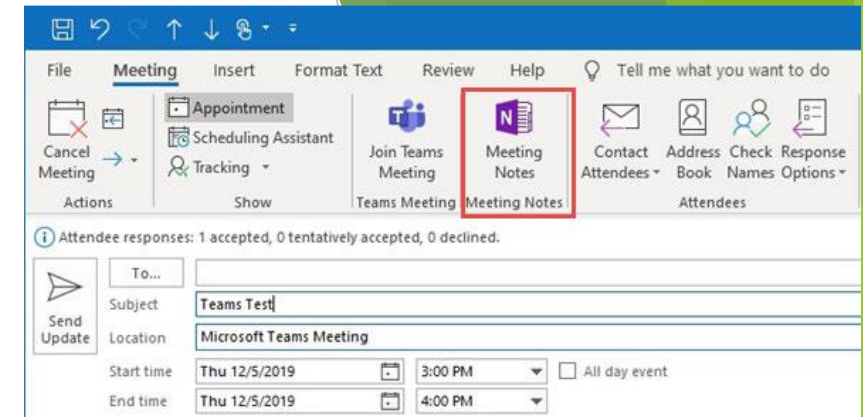 File Meeting Insert Format Text Review Help Tell me what you want to do
Cancel Meeting
Appointment
Scheduling Assistant
Tracking
Join Teams Meeting
N
Meeting Notes
Contact Attendees
Address Book
Check Names
Response Options
Actions Show Teams Meeting Meeting Notes Attendees
Attendee responses: 1 accepted, 0 tentatively accepted, 0 declined.
Send Update
To...
Subject Teams Test
Location Microsoft Teams Meeting
Start time Thu 12/5/2019 3:00 PM All day event
End time Thu 12/5/2019 4:00 PM